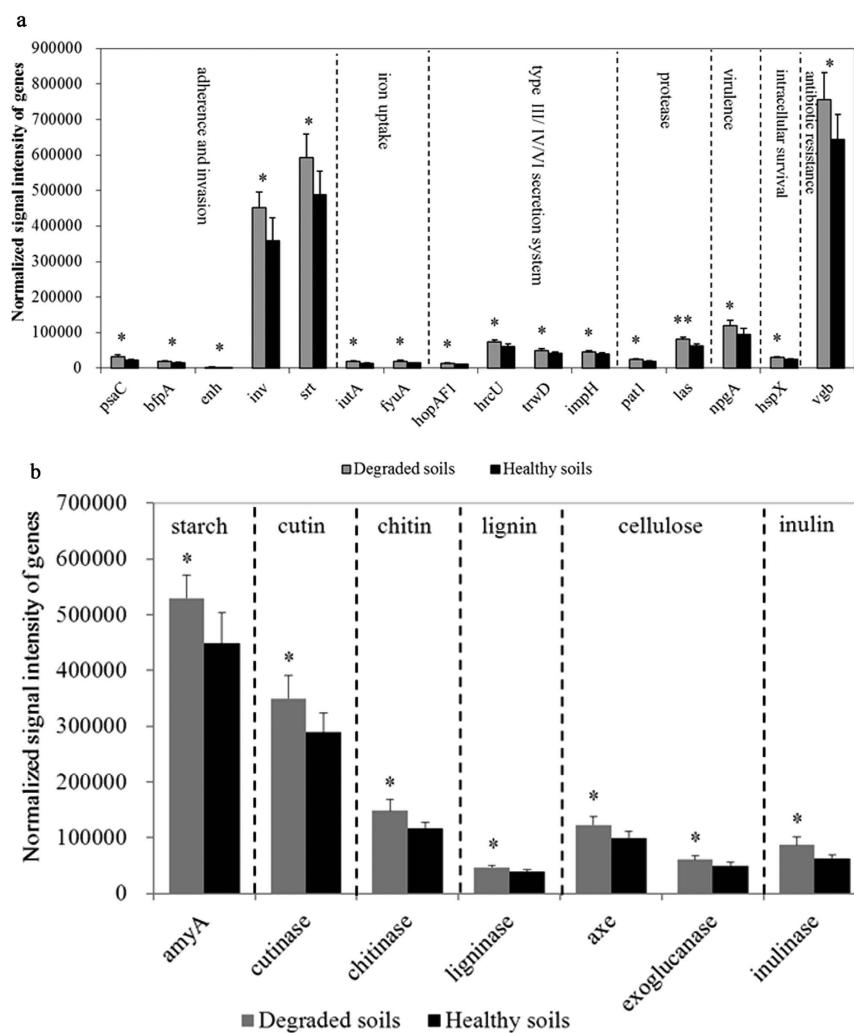 a
Normalized signal intensity of genes
900000
800000
700000
600000
500000
400000
300000
200000
100000
0
adherence and invasion
iron uptake
type III/ IV/VI secretion system
protease
virulence
intracellular survival
antibiotic resistance
* * * * * * * * * * * * ** * * *
psaC bfpA enh inv srt iutA fyuA hopAF1 hrcU trwD impH pat1 las npgA hspX vgb
Degraded soils Healthy soils
b
Normalized signal intensity of genes
700000
600000
500000
400000
300000
200000
100000
0
starch cutin chitin lignin cellulose inulin
* * * * * * *
amyA cutinase chitinase ligninase axe exoglucanase inulinase
Degraded soils Healthy soils